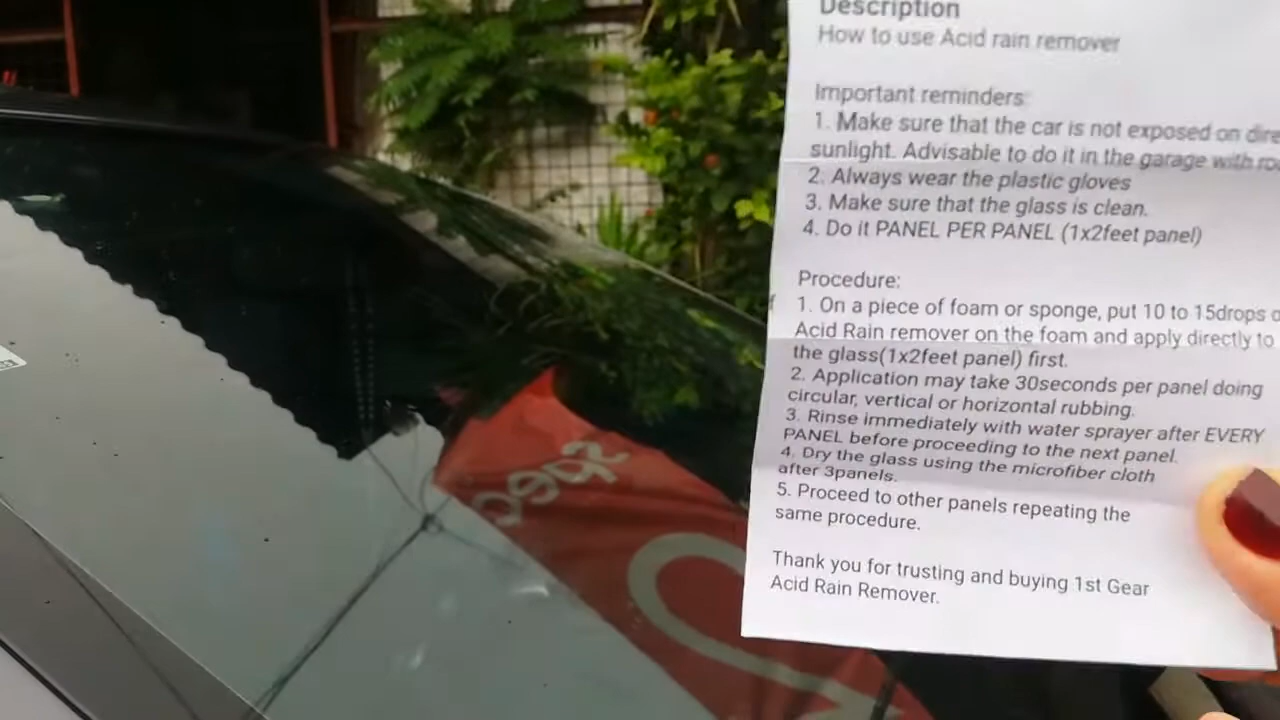 Description
How to use Acid rain remover
Important reminders:
1. Make sure that the car is not exposed on
sunlight. Advisable to do it in the garage with
2. Always wear the plastic gloves
3. Make sure that the glass is clean.
4. Do it PANEL PER PANEL (1x2feet panel)
Procedure:
1. On a piece of foam or sponge, put 10 to 15drops
Acid Rain remover on the foam and apply directly to
the glass(1x2feet panel) first.
2. Application may take 30seconds per panel doing
circular, vertical or horizontal rubbing.
3. Rinse immediately with water sprayer after EVERY
PANEL before proceeding to the next panel.
4. Dry the glass using the microfiber cloth
after 3panels.
5. Proceed to other panels repeating the
same procedure.
Thank you for trusting and buying 1st Gear
Acid Rain Remover.